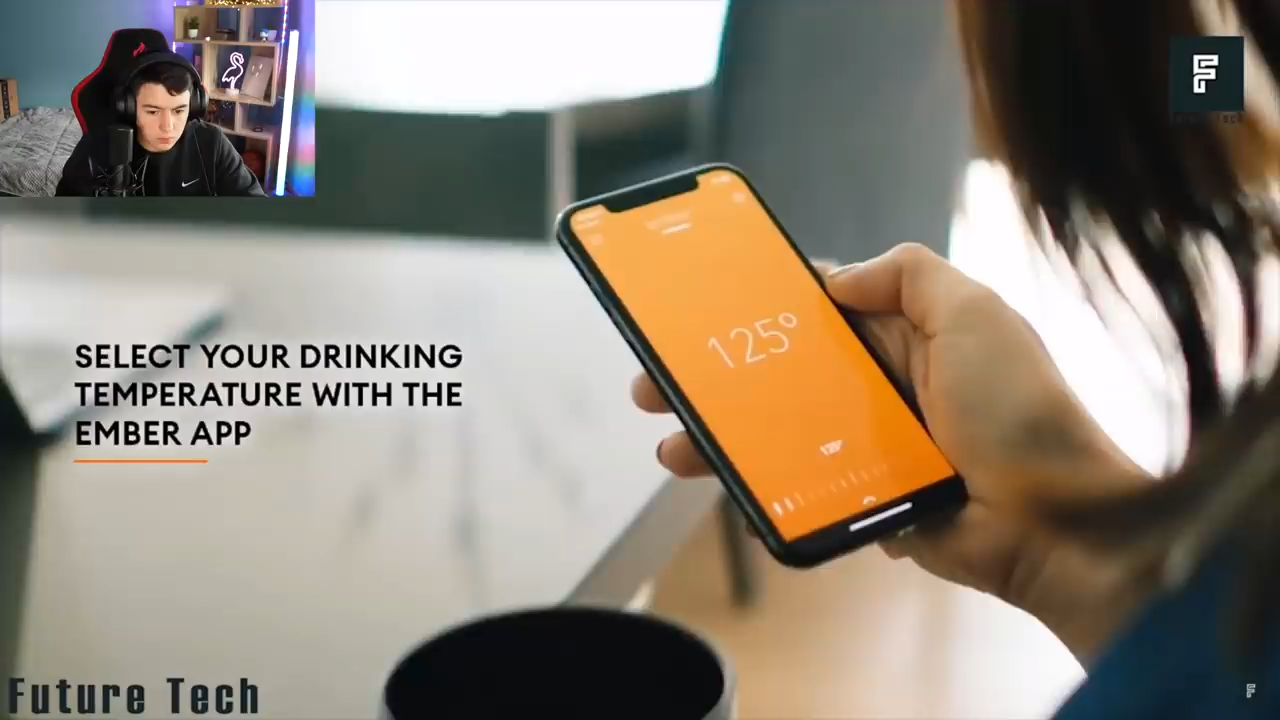 SELECT YOUR DRINKING
TEMPERATURE WITH THE
EMBER APP
125°
Future Tech